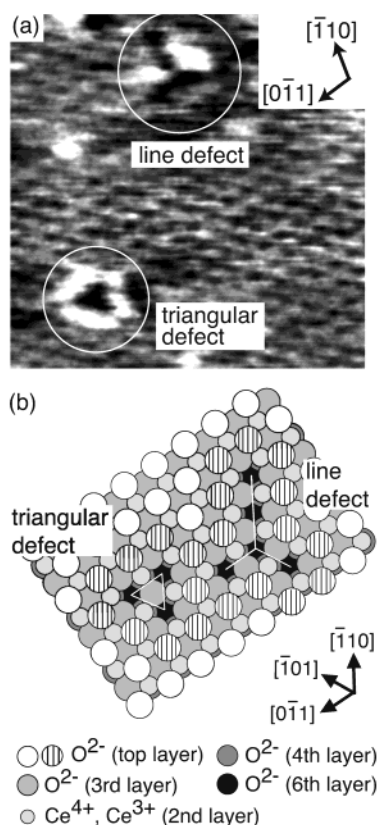 (a)
[1̄10]
[01̄1]
line defect
triangular
defect
(b)
triangular
defect
line
defect
[1̄10]
[1̄01]
[01̄1]
O²⁻ (top layer)
O²⁻ (4th layer)
O²⁻ (3rd layer)
O²⁻ (6th layer)
Ce⁴⁺, Ce³⁺ (2nd layer)